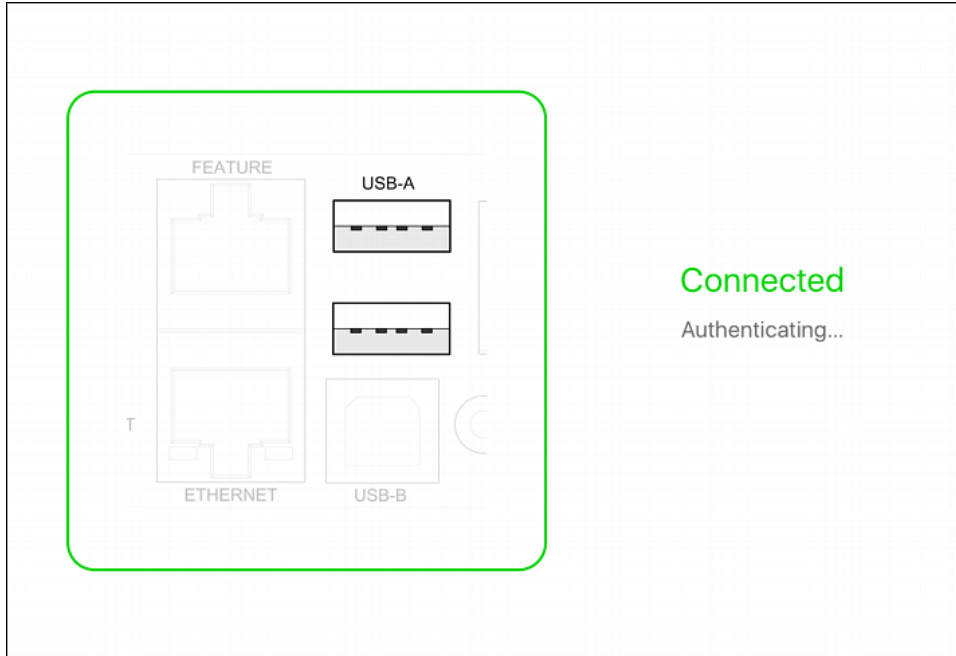 FEATURE
USB-A
Connected
Authenticating...
T
ETHERNET
USB-B